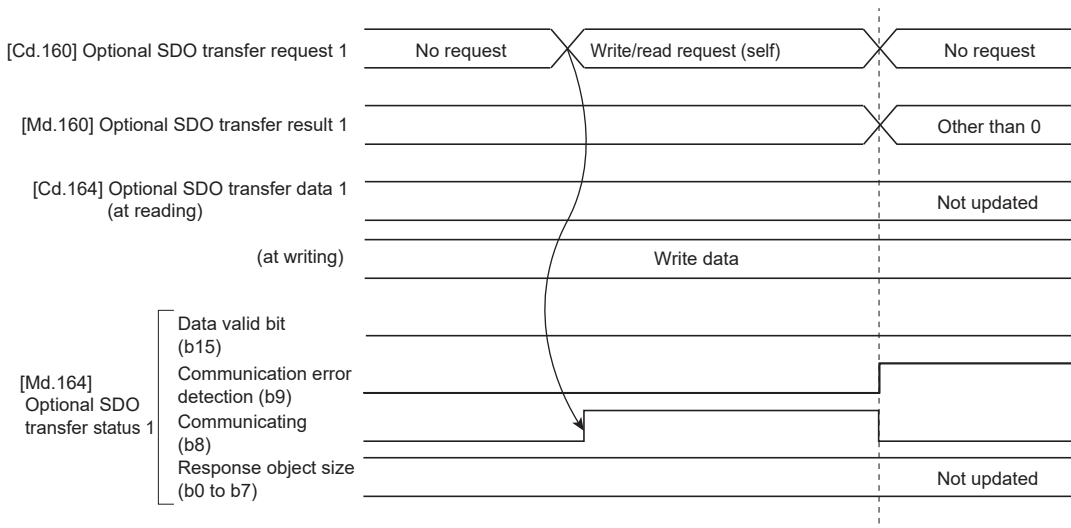 [Cd.160] Optional SDO transfer request 1
No request
Write/read request (self)
No request
[Md.160] Optional SDO transfer result 1
Other than 0
[Cd.164] Optional SDO transfer data 1
(at reading)
Not updated
(at writing)
Write data
[Md.164]
Optional SDO
transfer status 1
Data valid bit
(b15)
Communication error
detection (b9)
Communicating
(b8)
Response object size
(b0 to b7)
Not updated